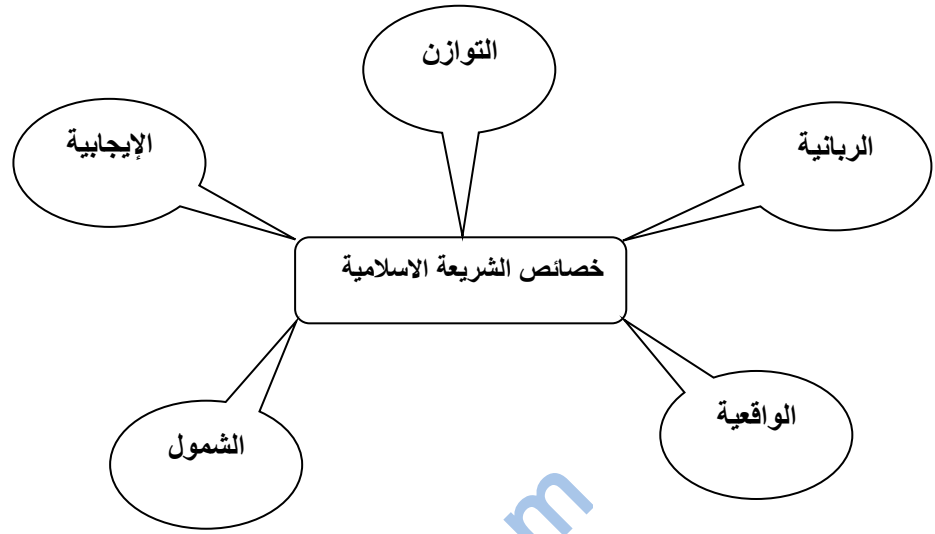 التوازن
الربانية
الإيجابية
خصائص الشريعة الاسلامية
الواقعية
الشمول
m